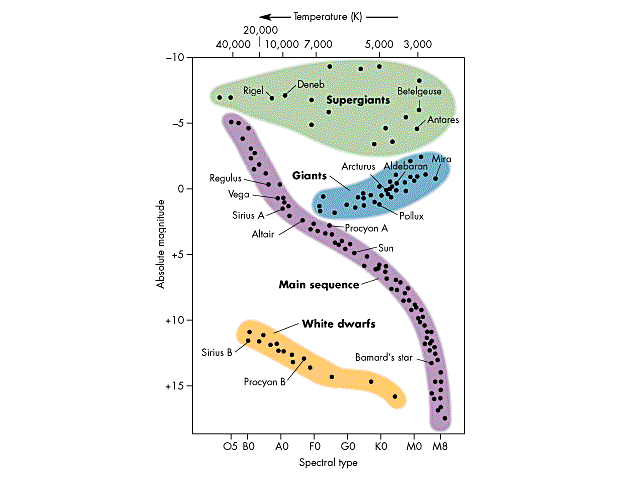 Temperature (K)
20,000
40,000 10,000 7,000 5,000 3,000
−10
Rigel Deneb Betelgeuse
Supergiants
Antares
−5
Mira
Arcturus Aldebaran
Regulus Giants
0
Vega
Sirius A Pollux
Altair Procyon A
Absolute magnitude
+5 Sun
Main sequence
+10
White dwarfs
Sirius B Barnard's star
Procyon B
+15
O5 B0 A0 F0 G0 K0 M0 M8
Spectral type